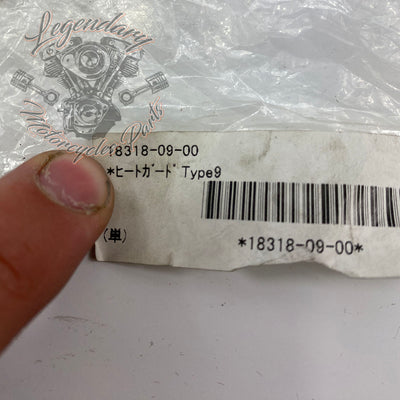 Legendary
Motorcycles Parts
18318-09-00
*ﾋｰﾄｶﾞｰﾄﾞ Type9
(単)
*18318-09-00*